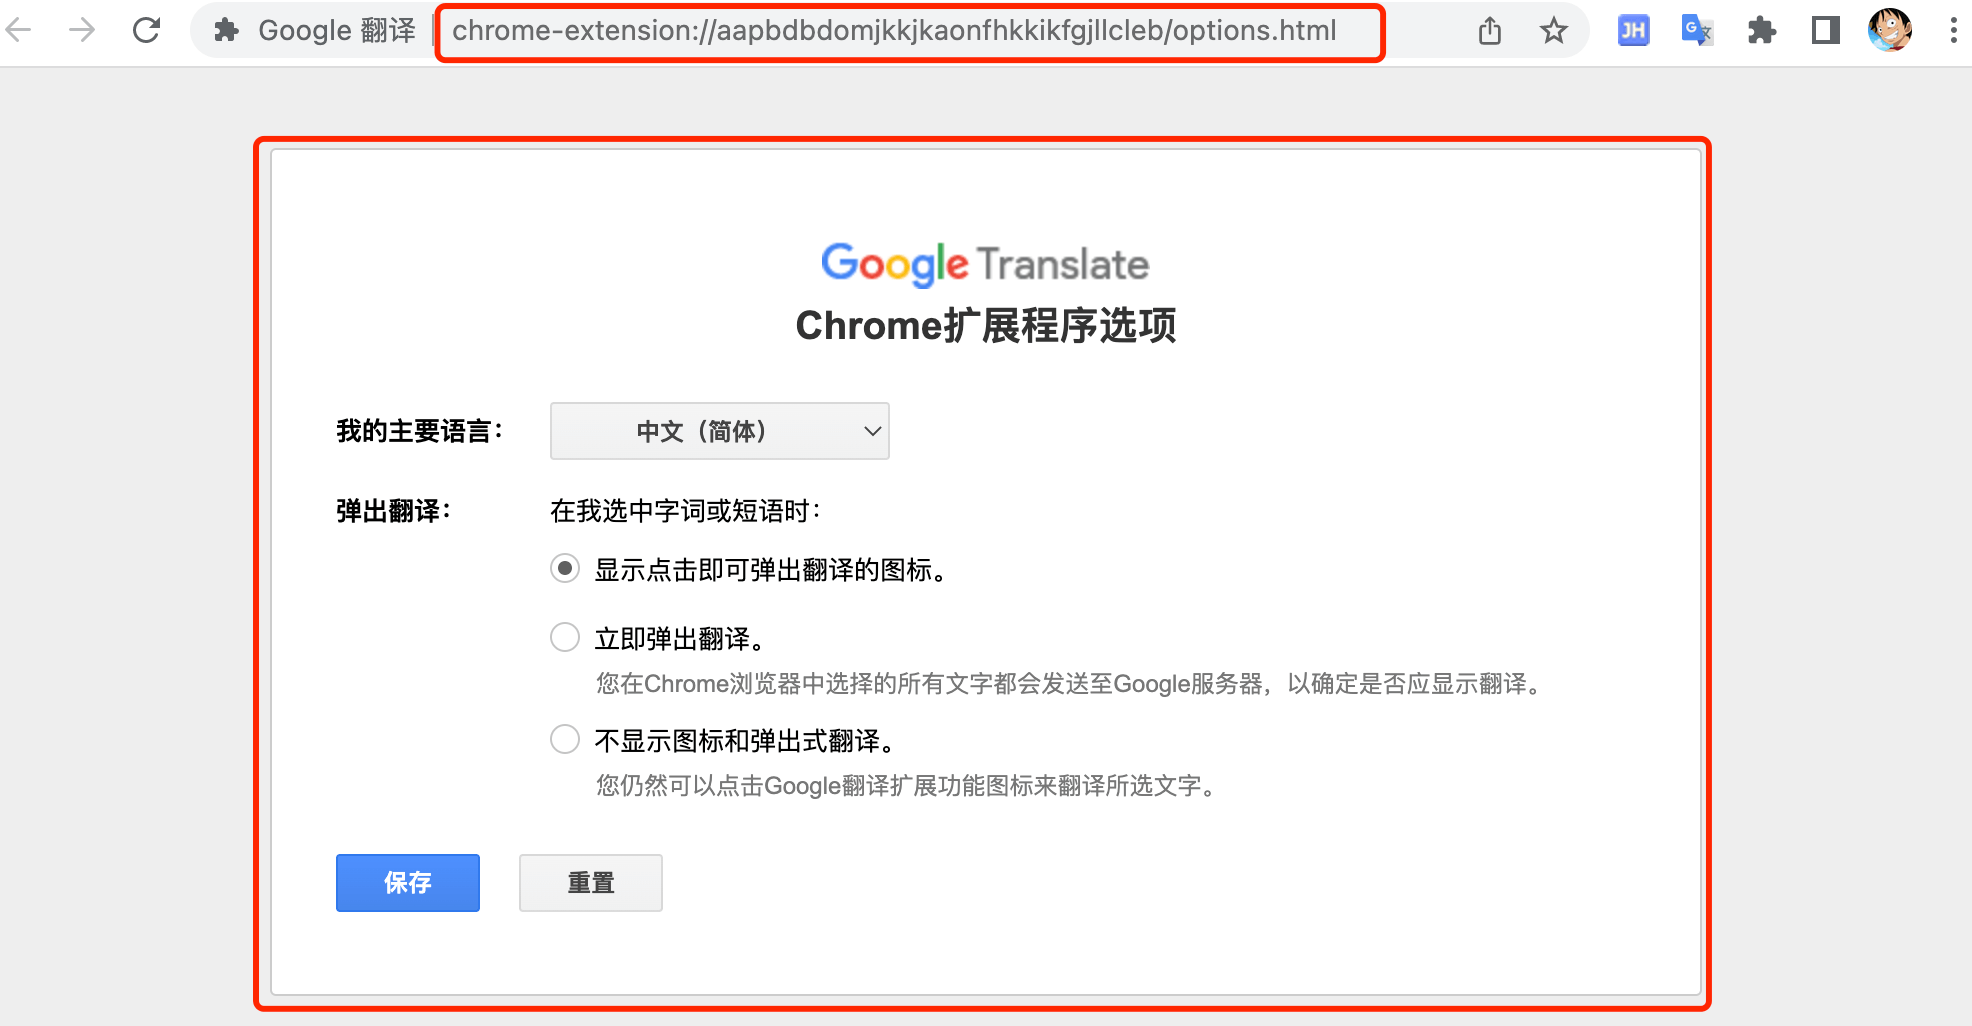 Google 翻译 | chrome-extension://aapbdbdomjkkjkaonfhkkikfgjllcleb/options.html
JH
G 文
Google Translate
Chrome扩展程序选项
我的主要语言： 中文（简体）
弹出翻译： 在我选中字词或短语时：
显示点击即可弹出翻译的图标。
立即弹出翻译。
您在Chrome浏览器中选择的所有文字都会发送至Google服务器，以确定是否应显示翻译。
不显示图标和弹出式翻译。
您仍然可以点击Google翻译扩展功能图标来翻译所选文字。
保存 重置